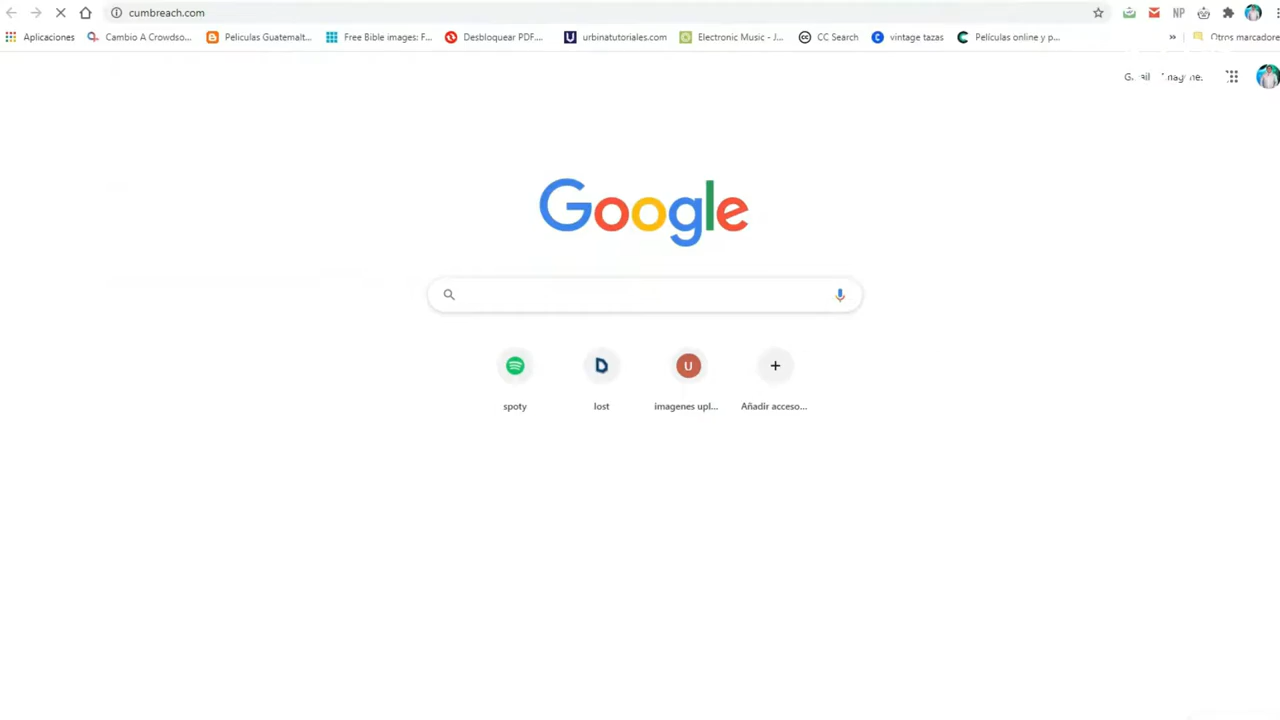 cumbreach.com
Aplicaciones
Cambio A Crowdso...
Peliculas Guatemalt...
Free Bible images: F...
Desbloquear PDF....
urbinatutoriales.com
Electronic Music - J...
CC Search
vintage tazas
Películas online y p...
»
Otros marcadore
NP
Google
U
spoty
lost
imagenes upl...
Añadir acceso...